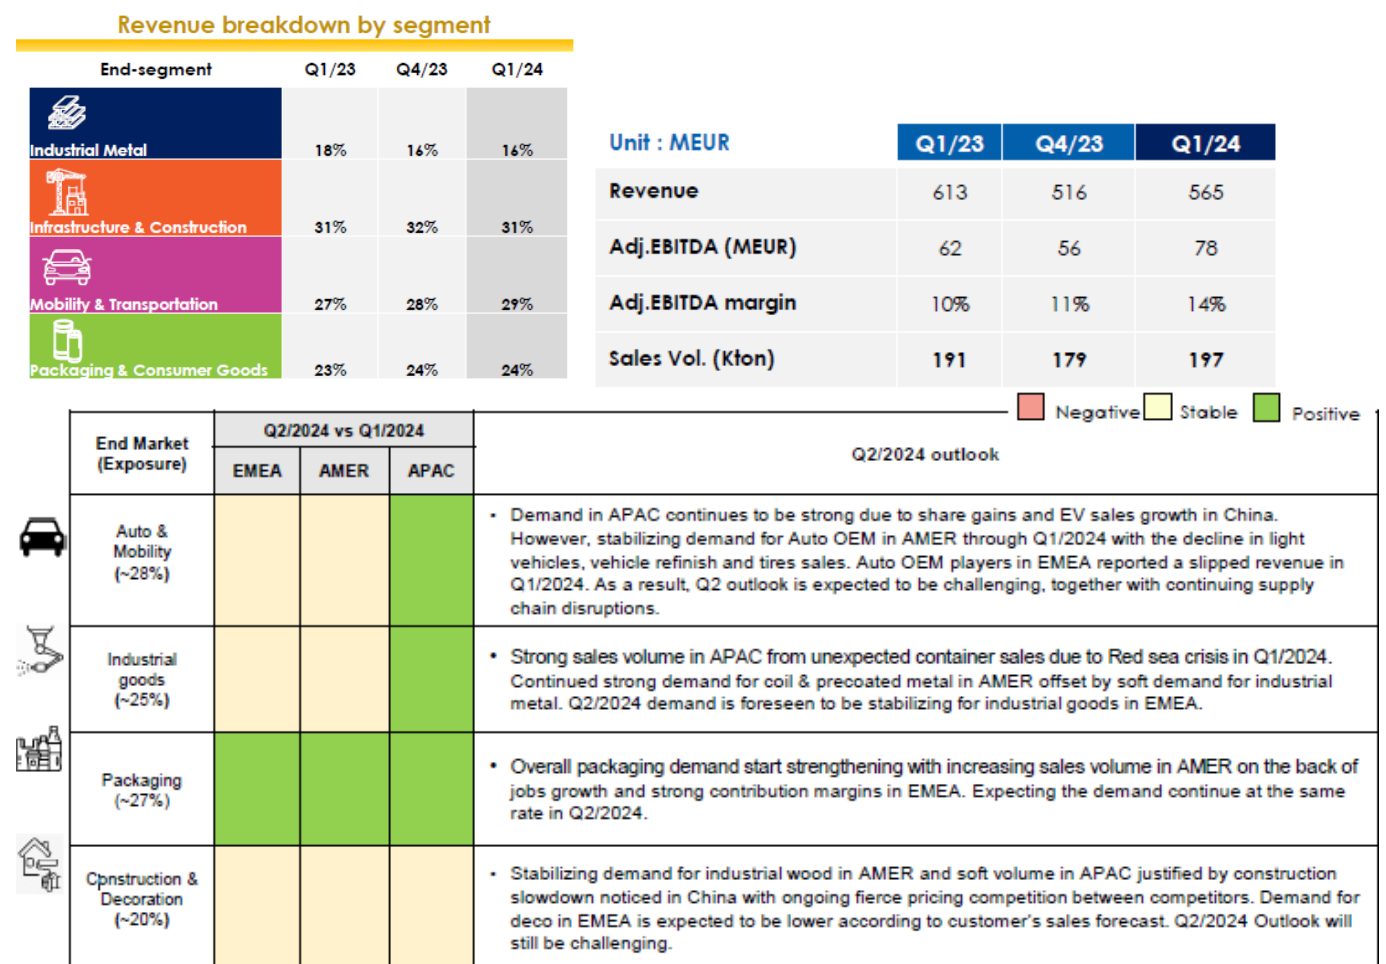 Revenue breakdown by segment
End-segment Q1/23 Q4/23 Q1/24
Industrial Metal 18% 16% 16%
Infrastructure & Construction 31% 32% 31%
Mobility & Transportation 27% 28% 29%
Packaging & Consumer Goods 23% 24% 24%
Unit : MEUR Q1/23 Q4/23 Q1/24
Revenue 613 516 565
Adj.EBITDA (MEUR) 62 56 78
Adj.EBITDA margin 10% 11% 14%
Sales Vol. (Kton) 191 179 197
Negative Stable Positive
End Market
(Exposure)
Q2/2024 vs Q1/2024
EMEA AMER APAC
Q2/2024 outlook
Auto &
Mobility
(~28%)
• Demand in APAC continues to be strong due to share gains and EV sales growth in China.
However, stabilizing demand for Auto OEM in AMER through Q1/2024 with the decline in light
vehicles, vehicle refinish and tires sales. Auto OEM players in EMEA reported a slipped revenue in
Q1/2024. As a result, Q2 outlook is expected to be challenging, together with continuing supply
chain disruptions.
Industrial
goods
(~25%)
• Strong sales volume in APAC from unexpected container sales due to Red sea crisis in Q1/2024.
Continued strong demand for coil & precoated metal in AMER offset by soft demand for industrial
metal. Q2/2024 demand is foreseen to be stabilizing for industrial goods in EMEA.
Packaging
(~27%)
• Overall packaging demand start strengthening with increasing sales volume in AMER on the back of
jobs growth and strong contribution margins in EMEA. Expecting the demand continue at the same
rate in Q2/2024.
Construction &
Decoration
(~20%)
• Stabilizing demand for industrial wood in AMER and soft volume in APAC justified by construction
slowdown noticed in China with ongoing fierce pricing competition between competitors. Demand for
deco in EMEA is expected to be lower according to customer's sales forecast. Q2/2024 Outlook will
still be challenging.